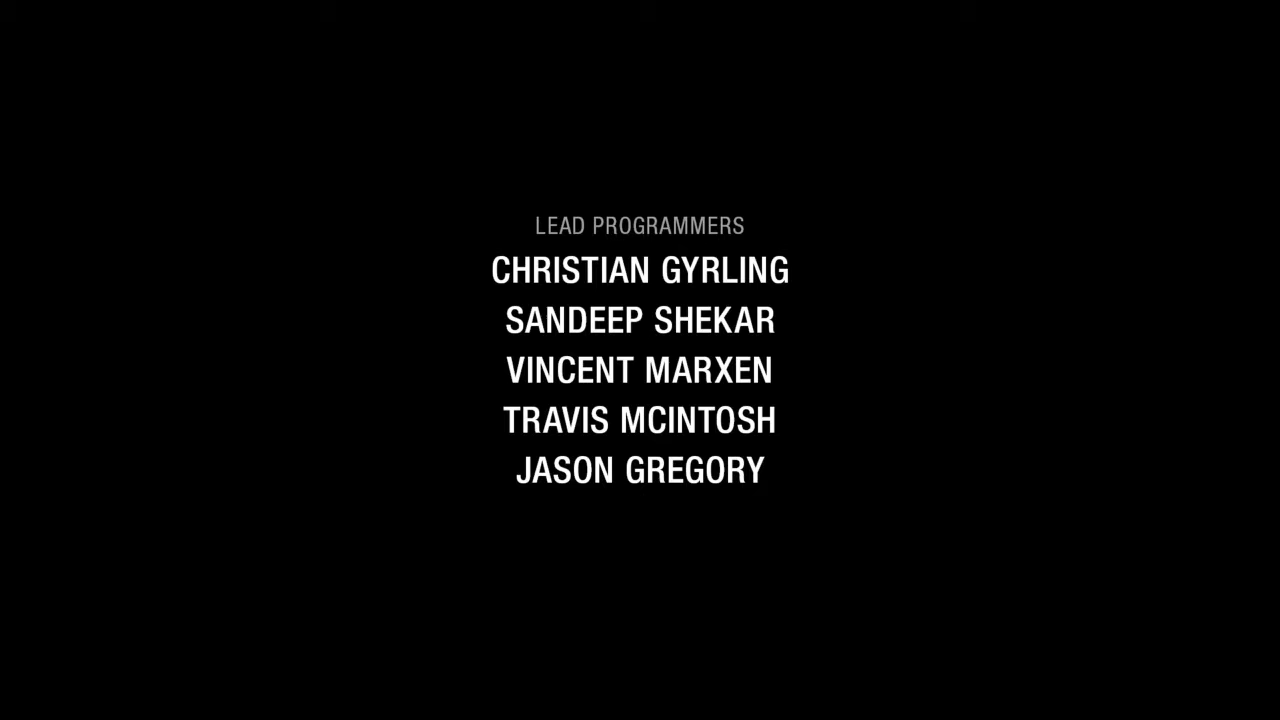 LEAD PROGRAMMERS
CHRISTIAN GYRLING
SANDEEP SHEKAR
VINCENT MARXEN
TRAVIS MCINTOSH
JASON GREGORY